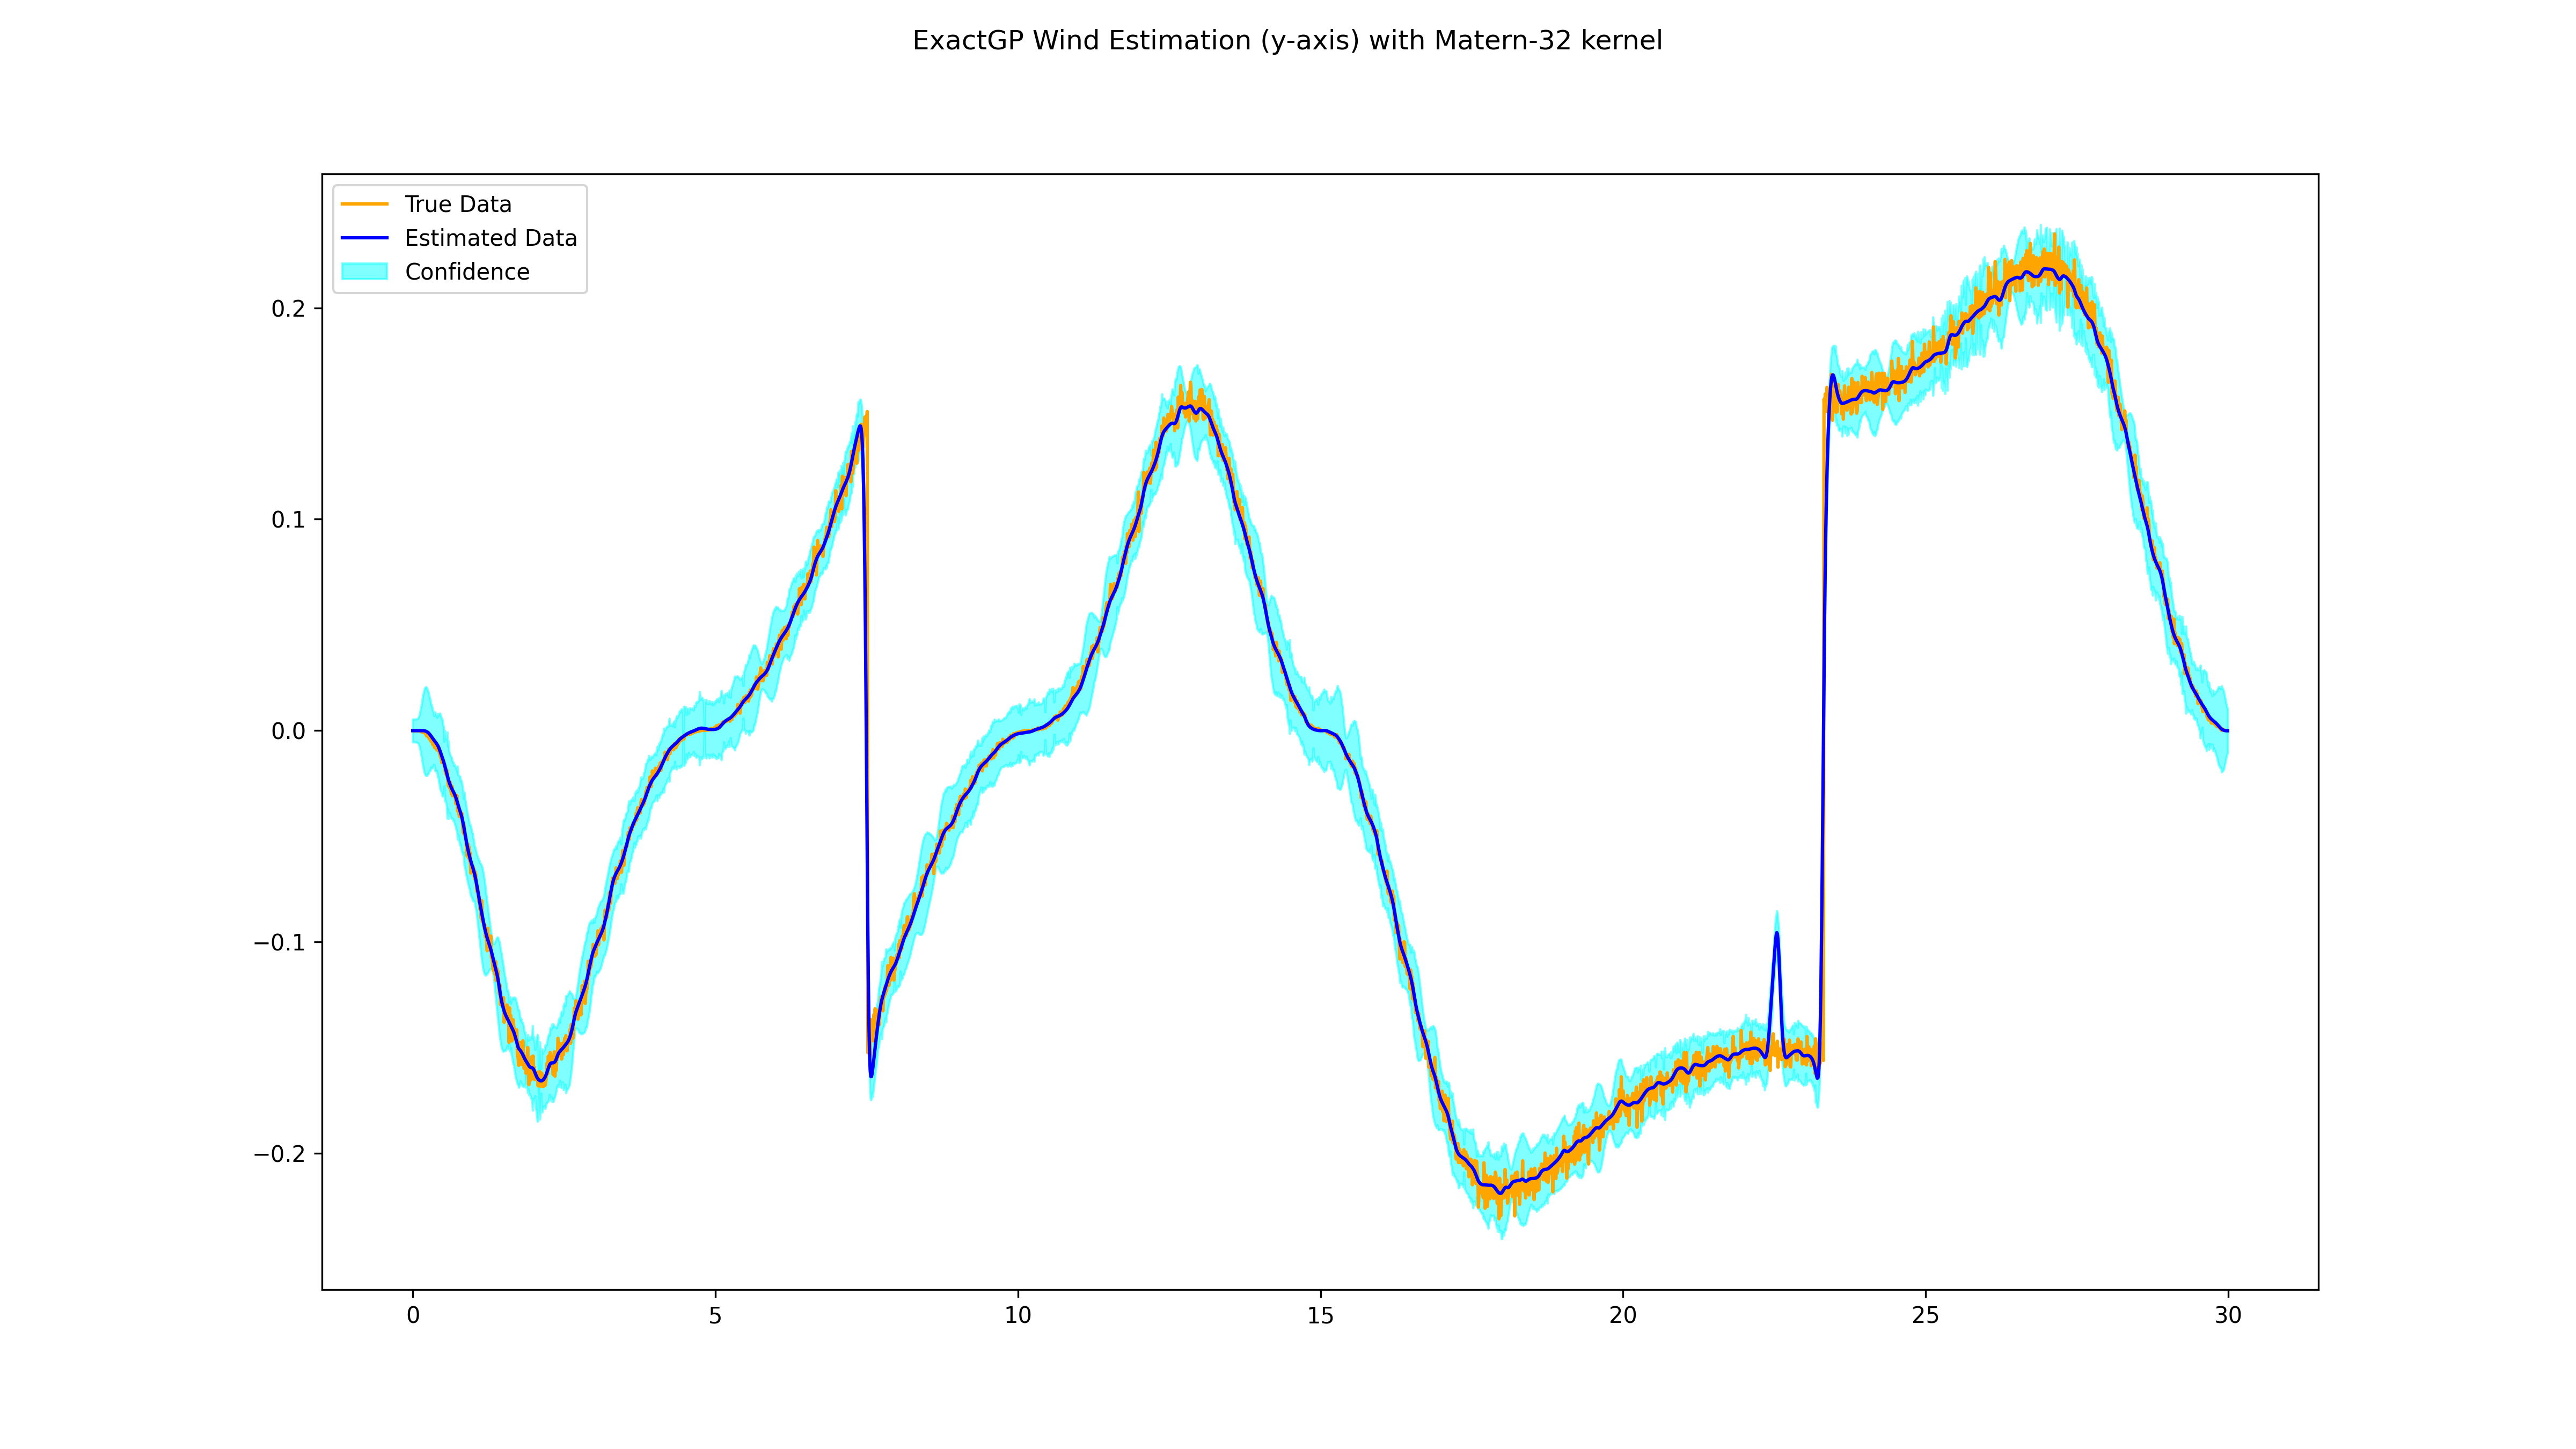 ExactGP Wind Estimation (y-axis) with Matern-32 kernel
True Data
Estimated Data
Confidence
0.2
0.1
0.0
−0.1
−0.2
0 5 10 15 20 25 30